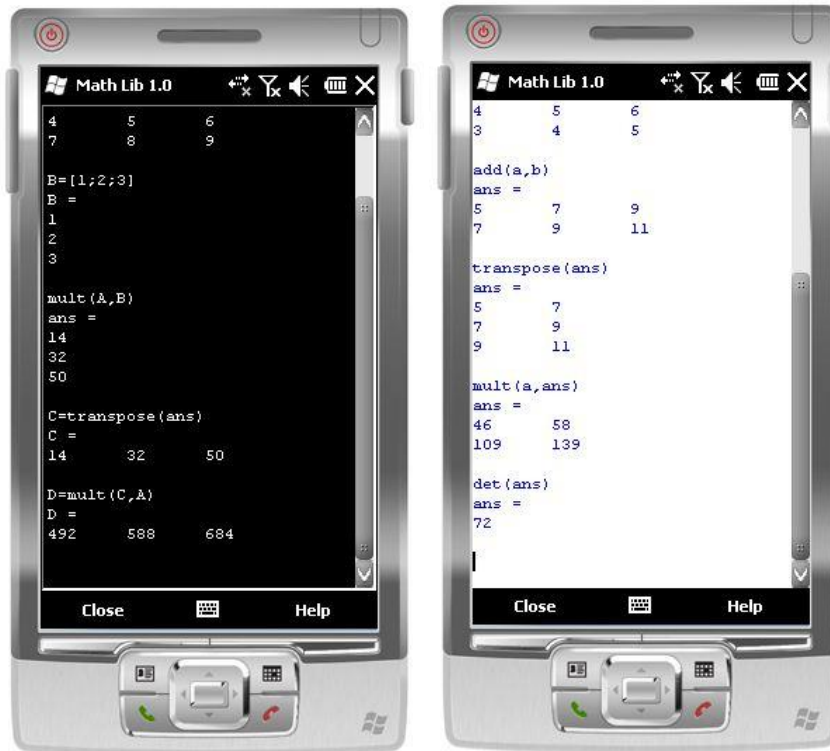 Math Lib 1.0
4 5 6
7 8 9
B=[1;2;3]
B =
1
2
3
mult(A,B)
ans =
14
32
50
C=transpose(ans)
C =
14 32 50
D=mult(C,A)
D =
492 588 684
Close Help
Math Lib 1.0
4 5 6
3 4 5
add(a,b)
ans =
5 7 9
7 9 11
transpose(ans)
ans =
5 7
7 9
9 11
mult(a,ans)
ans =
46 58
109 139
det(ans)
ans =
72
Close Help